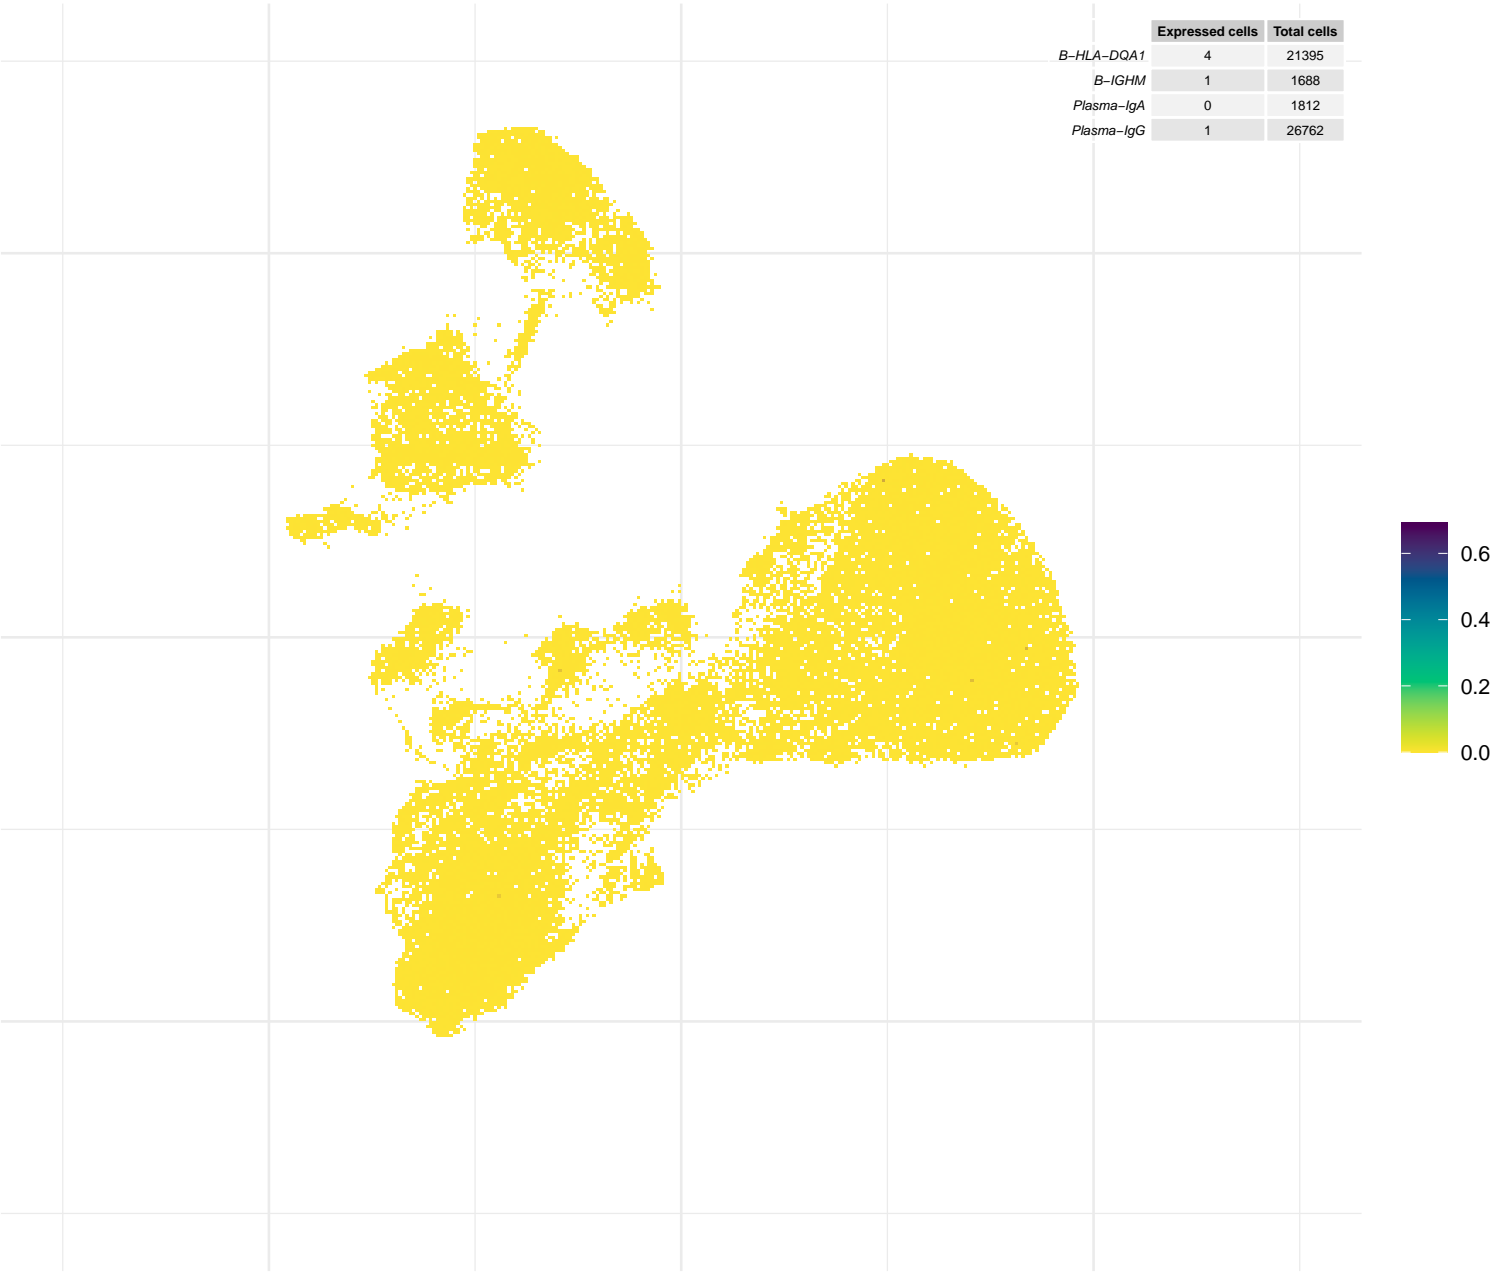 Expressed cells Total cells
B−HLA−DQA1 4 21395
B−IGHM 1 1688
Plasma−IgA 0 1812
Plasma−IgG 1 26762
0.6
0.4
0.2
0.0